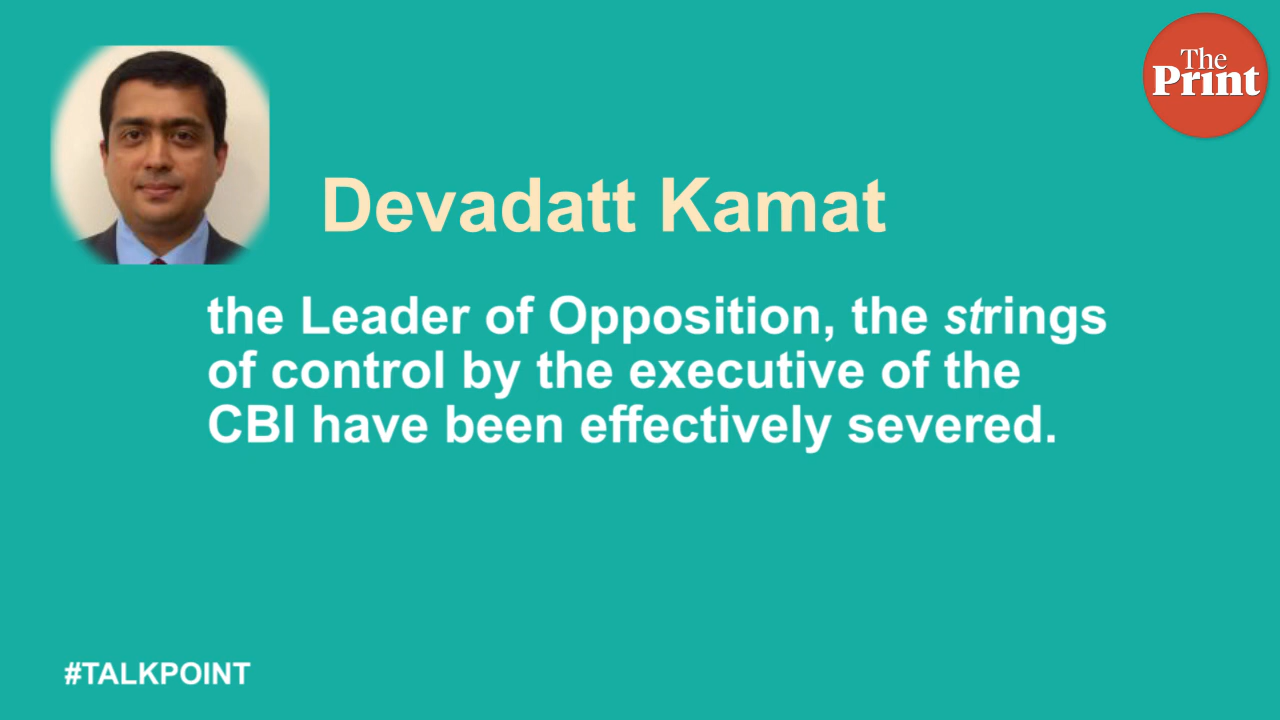 The
Print
Devadatt Kamat
the Leader of Opposition, the strings
of control by the executive of the
CBI have been effectively severed.
#TALKPOINT